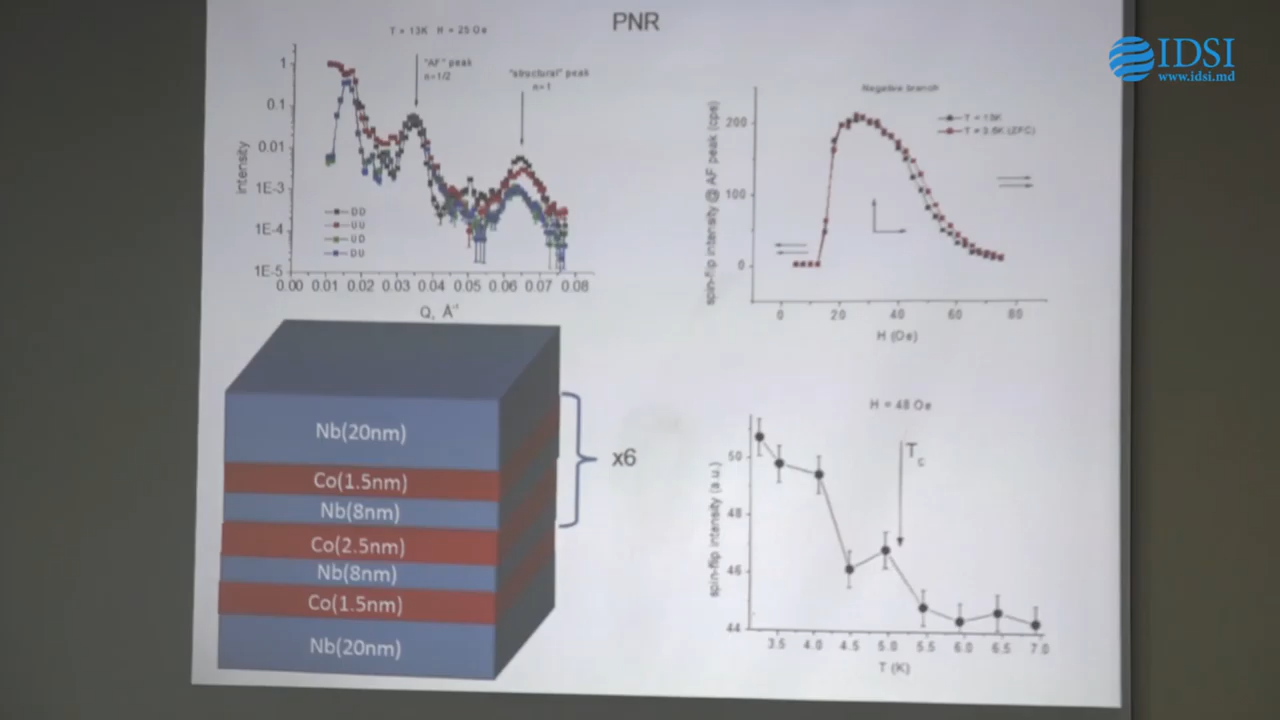 PNR
IDSI
www.idsi.md
T = 13K H = 25 Oe
"AF" peak
n=1/2
"structural" peak
n=1
intensity
1
0.1
0.01
1E-3
1E-4
1E-5
DD
UU
UD
DU
0.00 0.01 0.02 0.03 0.04 0.05 0.06 0.07 0.08
Q, Å⁻¹
Negative branch
T = 13K
T = 3.5K (ZFC)
spin-flip intensity @ AF peak (cps)
200
100
0
0 20 40 60 80
H (Oe)
Nb(20nm)
Co(1.5nm)
Nb(8nm)
Co(2.5nm)
Nb(8nm)
Co(1.5nm)
Nb(20nm)
x6
H = 48 Oe
Tc
spin-flip intensity (a.u.)
50
48
46
44
3.5 4.0 4.5 5.0 5.5 6.0 6.5 7.0
T (K)